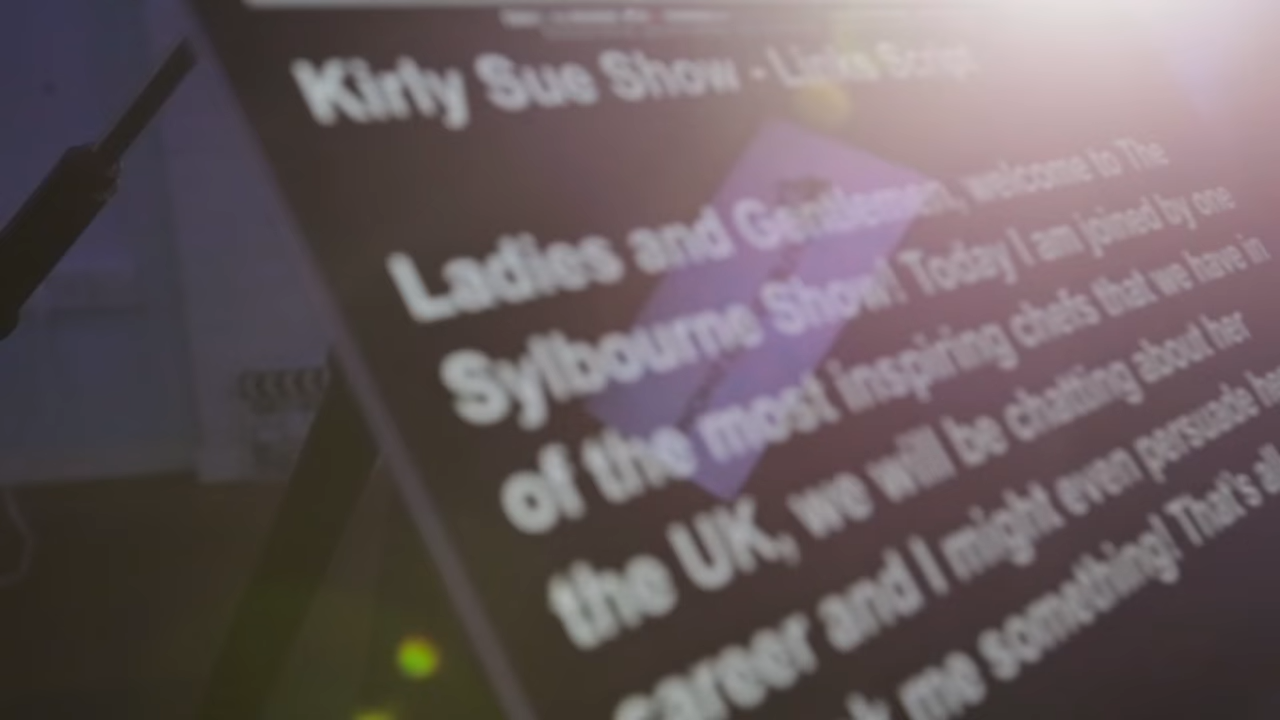 Kirly Sue Show - Links Script
Ladies and Gentlemen, welcome to The
Sylbourne Show! Today I am joined by one
of the most inspiring chefs that we have in
the UK, we will be chatting about her
career and I might even persuade
me something! That's